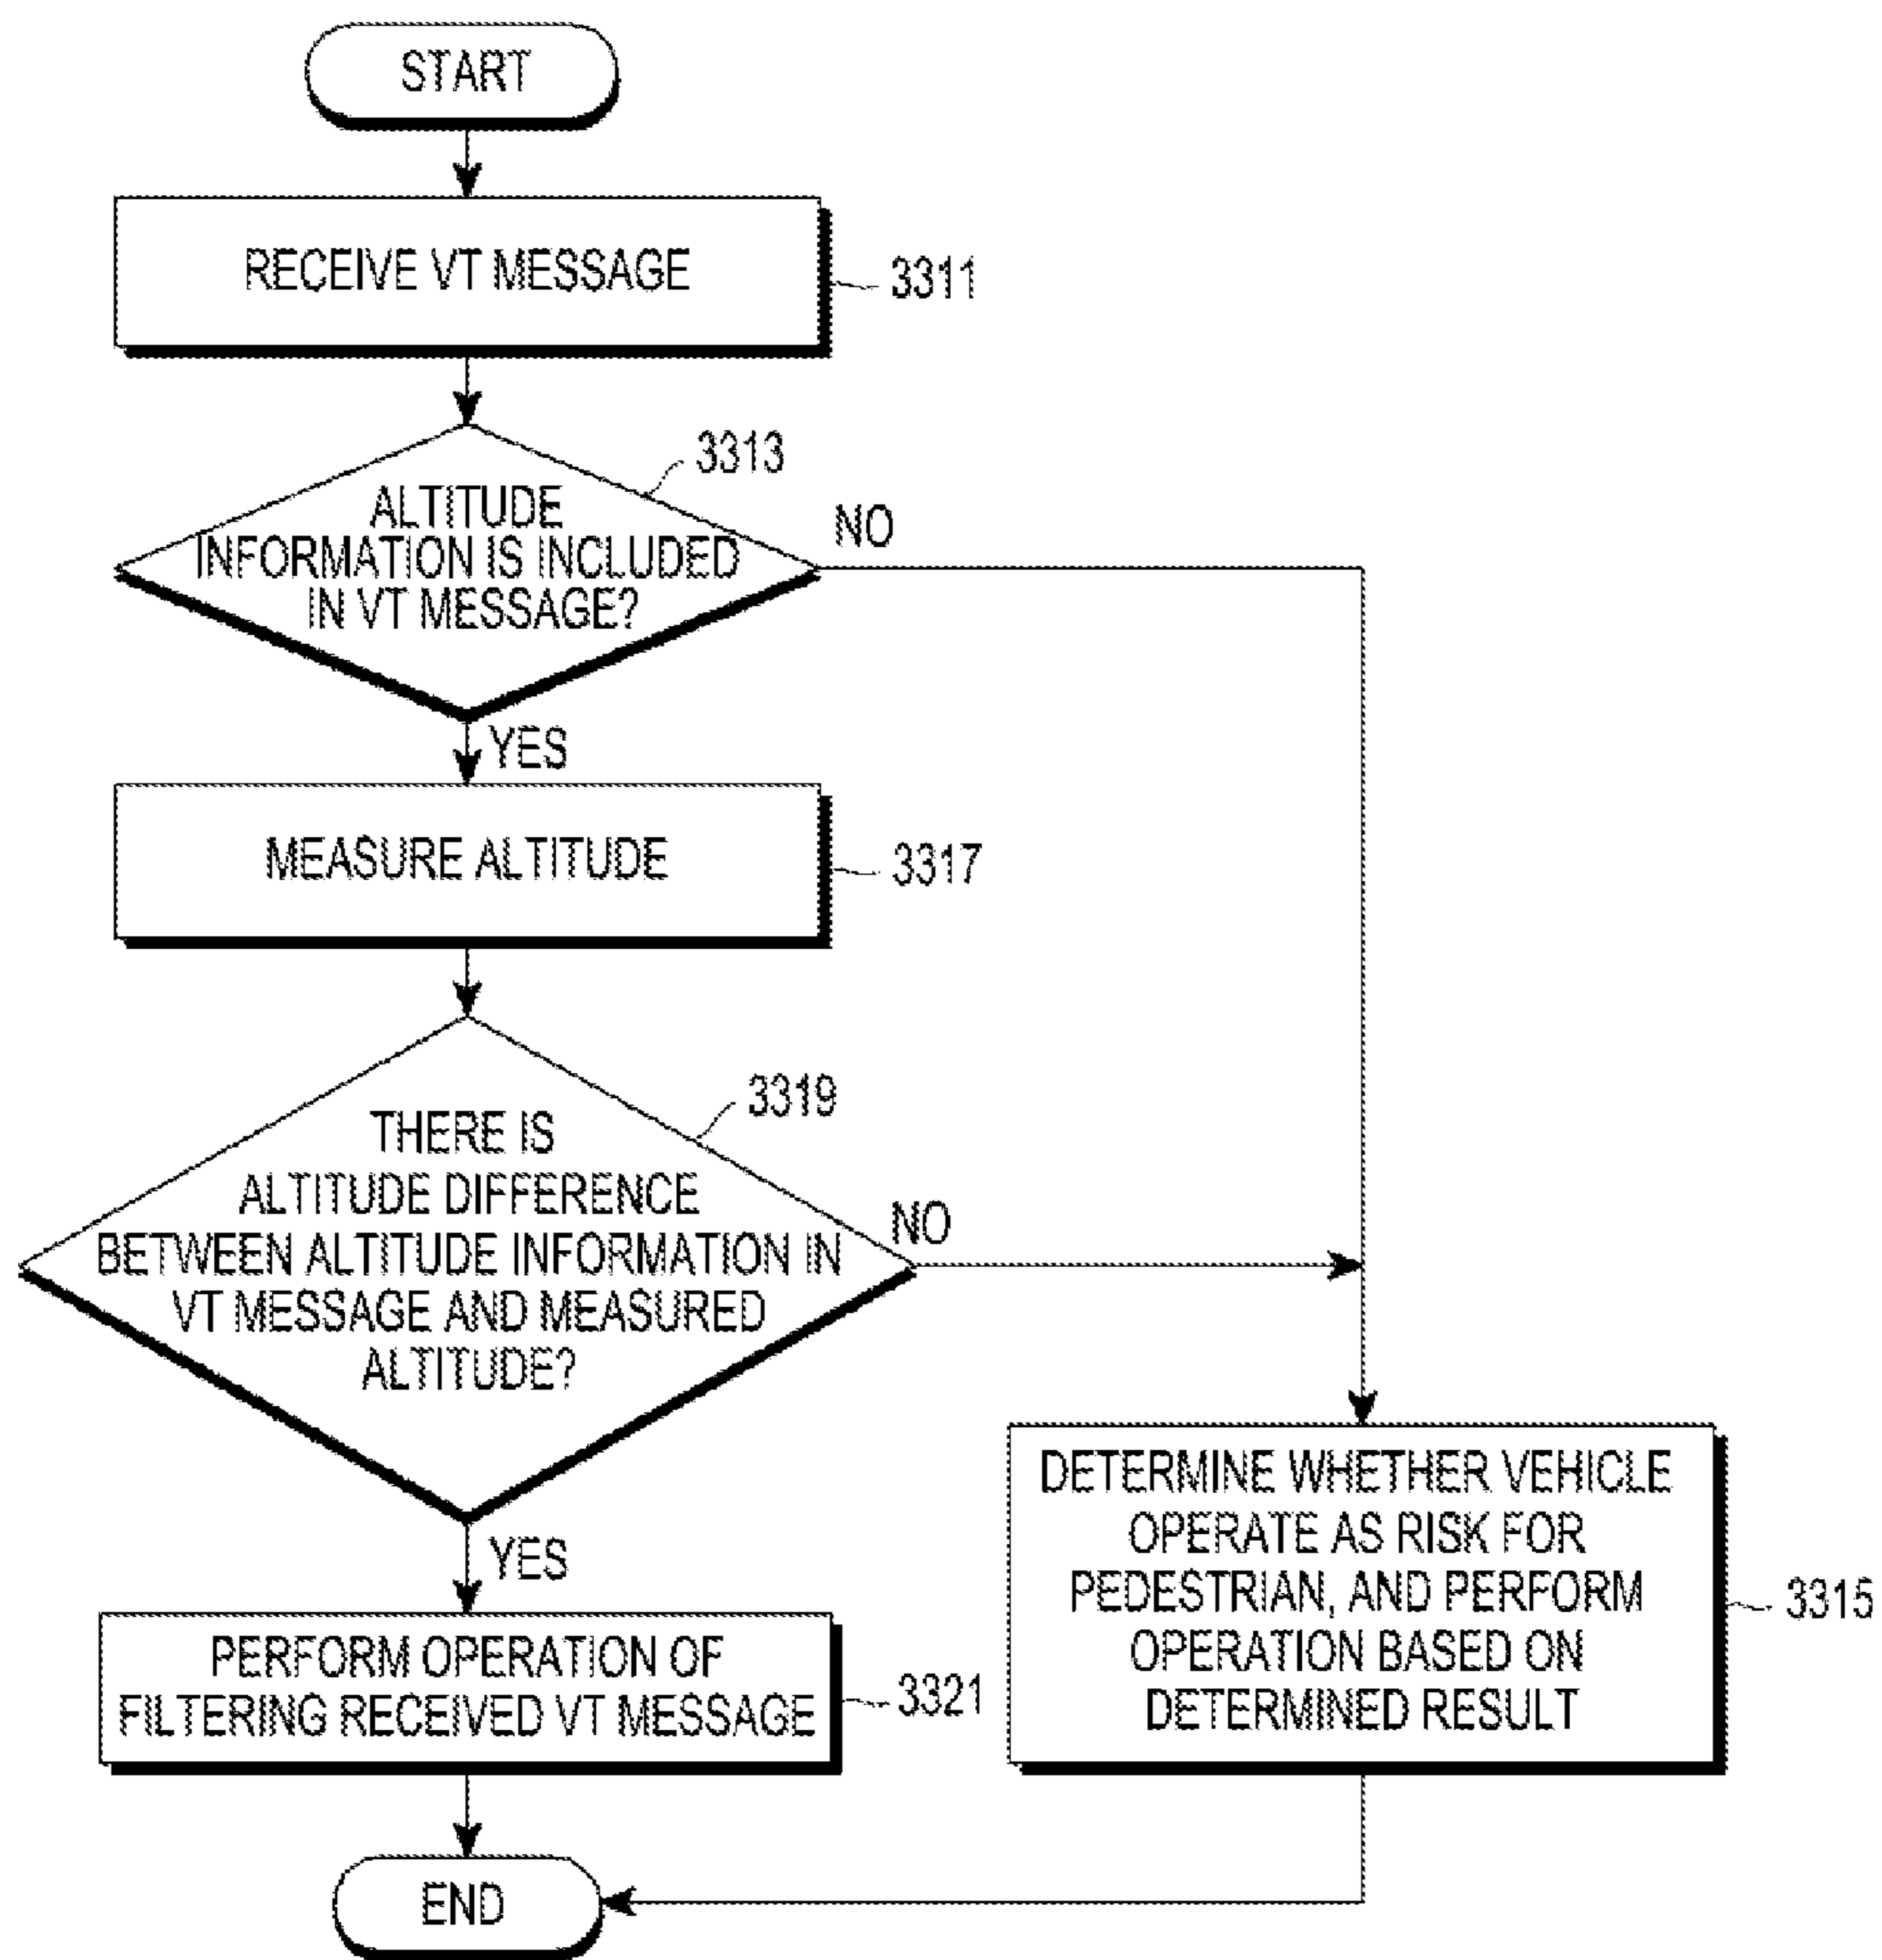 START
RECEIVE VT MESSAGE
3311
3313
ALTITUDE
INFORMATION IS INCLUDED
IN VT MESSAGE?
NO
YES
MEASURE ALTITUDE
3317
3319
THERE IS
ALTITUDE DIFFERENCE
BETWEEN ALTITUDE INFORMATION IN
VT MESSAGE AND MEASURED
ALTITUDE?
NO
YES
DETERMINE WHETHER VEHICLE
OPERATE AS RISK FOR
PEDESTRIAN, AND PERFORM
OPERATION BASED ON
DETERMINED RESULT
3315
PERFORM OPERATION OF
FILTERING RECEIVED VT MESSAGE
3321
END